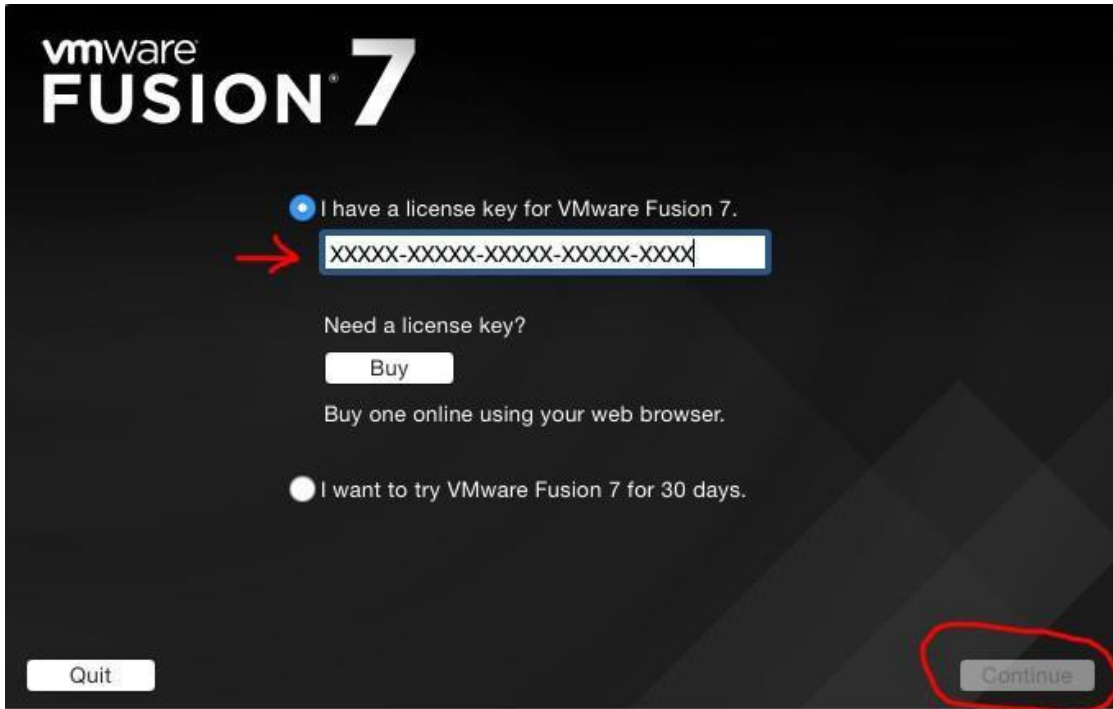 vmware
FUSION® 7
I have a license key for VMware Fusion 7.
XXXXX-XXXXX-XXXXX-XXXXX-XXXX
Need a license key?
Buy
Buy one online using your web browser.
I want to try VMware Fusion 7 for 30 days.
Quit
Continue